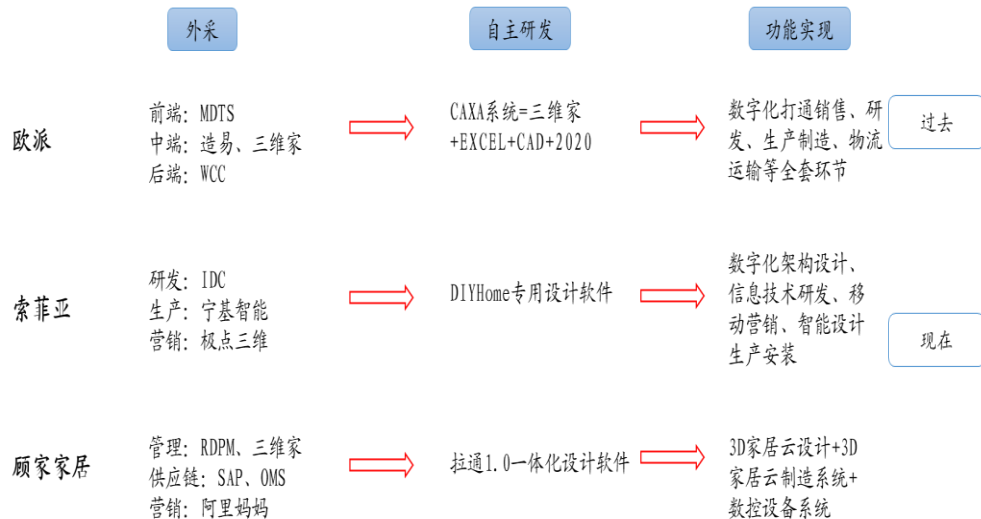 外采
自主研发
功能实现
欧派
前端：MDTS
中端：造易、三维家
后端：WCC
CAXA系统=三维家
+EXCEL+CAD+2020
数字化打通销售、研
发、生产制造、物流
运输等全套环节
过去
索菲亚
研发：IDC
生产：宁基智能
营销：极点三维
DIYHome专用设计软件
数字化架构设计、
信息技术研发、移
动营销、智能设计
生产安装
现在
顾家家居
管理：RDPM、三维家
供应链：SAP、OMS
营销：阿里妈妈
拉通1.0一体化设计软件
3D家居云设计+3D
家居云制造系统+
数控设备系统